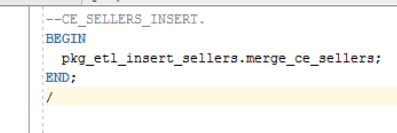 --CE_SELLERS_INSERT.
BEGIN
  pkg_etl_insert_sellers.merge_ce_sellers;
END;
/